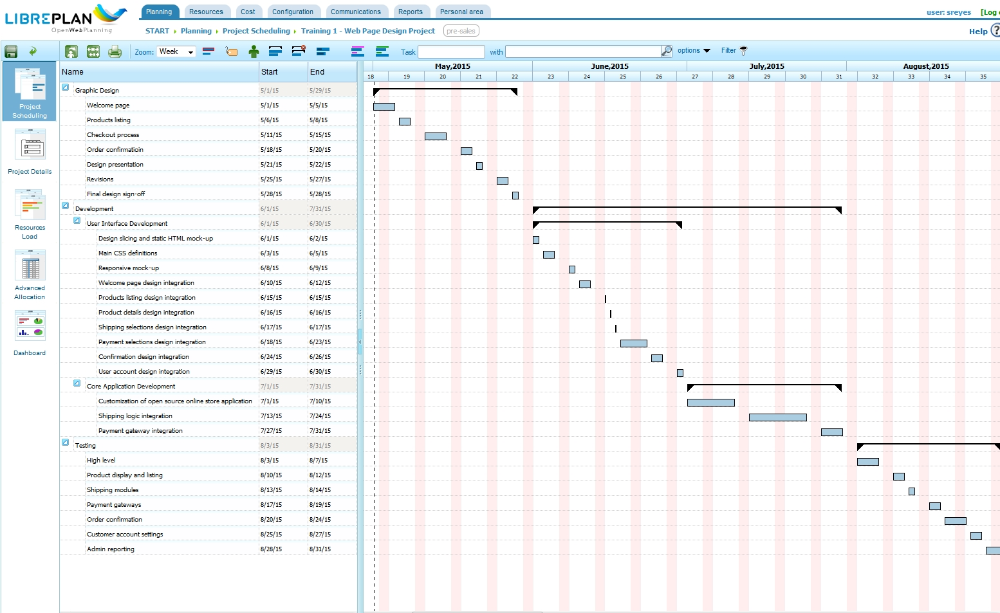 LIBREPLAN
OpenWebPlanning
Planning Resources Cost Configuration Communications Reports Personal area
user: sreyes [Log
START Planning Project Scheduling Training 1 - Web Page Design Project pre-sales
Help ?
Zoom: Week Task with options Filter
Project Scheduling
Project Details
Resources Load
Advanced Allocation
Dashboard
Name Start End
May,2015 June,2015 July,2015 August,2015
18 19 20 21 22 23 24 25 26 27 28 29 30 31 32 33 34 35
Graphic Design 5/1/15 5/29/15
Welcome page 5/1/15 5/5/15
Products listing 5/6/15 5/8/15
Checkout process 5/11/15 5/15/15
Order confirmatioin 5/18/15 5/20/15
Design presentation 5/21/15 5/22/15
Revisions 5/25/15 5/27/15
Final design sign-off 5/28/15 5/28/15
Development 6/1/15 7/31/15
User Interface Development 6/1/15 6/30/15
Design slicing and static HTML mock-up 6/1/15 6/2/15
Main CSS definitions 6/3/15 6/5/15
Responsive mock-up 6/8/15 6/9/15
Welcome page design integration 6/10/15 6/12/15
Products listing design integration 6/15/15 6/15/15
Product details design integration 6/16/15 6/16/15
Shipping selections design integration 6/17/15 6/17/15
Payment selections design integration 6/18/15 6/23/15
Confirmation design integration 6/24/15 6/26/15
User account design integration 6/29/15 6/30/15
Core Application Development 7/1/15 7/31/15
Customization of open source online store application 7/1/15 7/10/15
Shipping logic integration 7/13/15 7/24/15
Payment gateway integration 7/27/15 7/31/15
Testing 8/3/15 8/31/15
High level 8/3/15 8/7/15
Product display and listing 8/10/15 8/12/15
Shipping modules 8/13/15 8/14/15
Payment gateways 8/17/15 8/19/15
Order confirmation 8/20/15 8/24/15
Customer account settings 8/25/15 8/27/15
Admin reporting 8/28/15 8/31/15